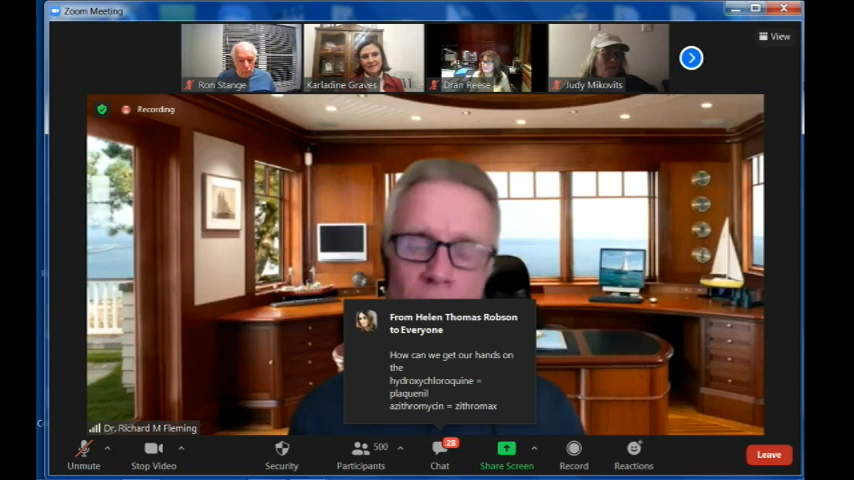 Zoom Meeting
View
Ron Stange
Karladine Graves
Dran Reese
Judy Mikovits
Recording
From Helen Thomas Robson
to Everyone
How can we get our hands on
the
hydroxychloroquine =
plaquenil
azithromycin = zithromax
Dr. Richard M Fleming
Unmute
Stop Video
Security
500
Participants
28
Chat
Share Screen
Record
Reactions
Leave